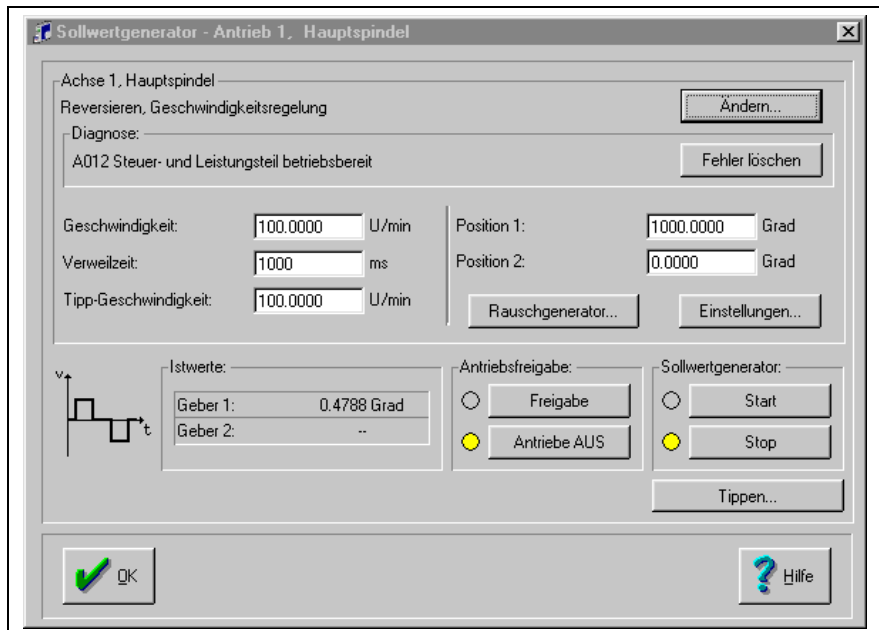 Sollwertgenerator - Antrieb 1, Hauptspindel
Achse 1, Hauptspindel
Reversieren, Geschwindigkeitsregelung
Ändern...
Diagnose:
A012 Steuer- und Leistungsteil betriebsbereit
Fehler löschen
Geschwindigkeit: 100.0000 U/min
Position 1: 1000.0000 Grad
Verweilzeit: 1000 ms
Position 2: 0.0000 Grad
Tipp-Geschwindigkeit: 100.0000 U/min
Rauschgenerator...
Einstellungen...
v
t
Istwerte:
Geber 1: 0.4788 Grad
Geber 2: --
Antriebsfreigabe:
Freigabe
Antriebe AUS
Sollwertgenerator:
Start
Stop
Tippen...
OK
Hilfe